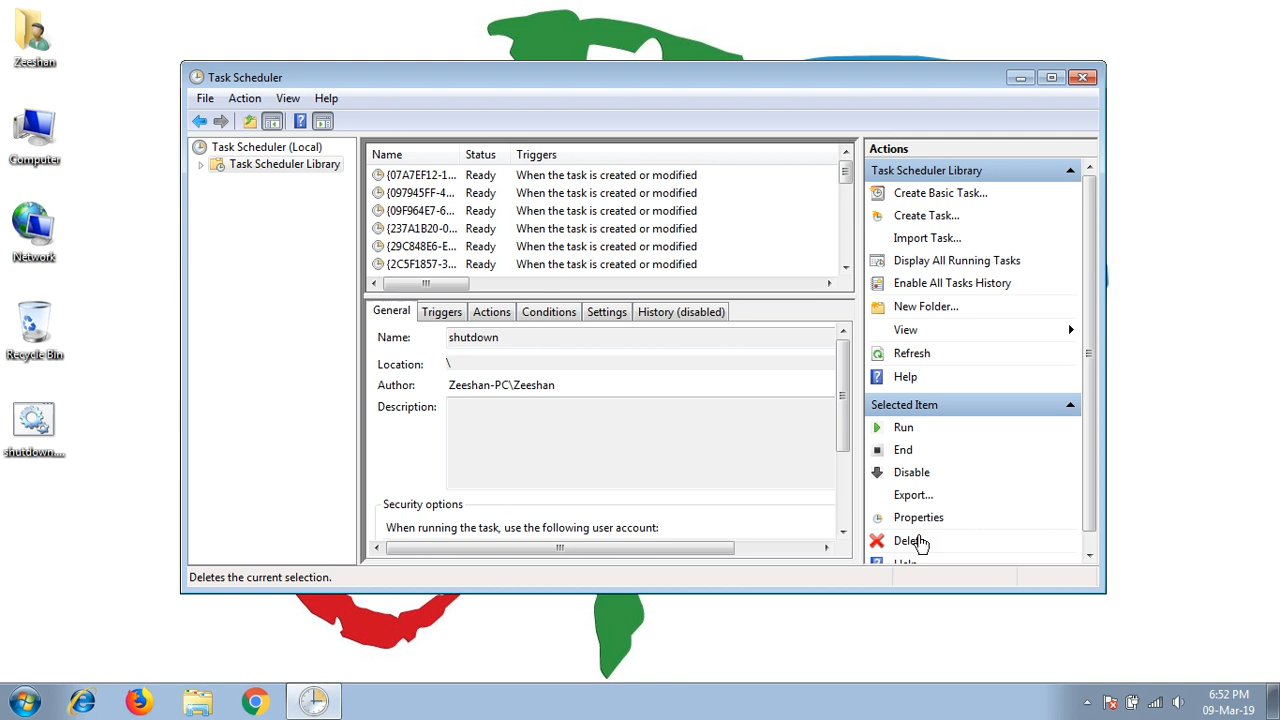 Zeeshan
Computer
Network
Recycle Bin
shutdown....
Task Scheduler
File Action View Help
Task Scheduler (Local)
Task Scheduler Library
Name Status Triggers
{07A7EF12-1... Ready When the task is created or modified
{097945FF-4... Ready When the task is created or modified
{09F964E7-6... Ready When the task is created or modified
{237A1B20-0... Ready When the task is created or modified
{29C848E6-E... Ready When the task is created or modified
{2C5F1857-3... Ready When the task is created or modified
General Triggers Actions Conditions Settings History (disabled)
Name: shutdown
Location: \
Author: Zeeshan-PC\Zeeshan
Description:
Security options
When running the task, use the following user account:
Actions
Task Scheduler Library
Create Basic Task...
Create Task...
Import Task...
Display All Running Tasks
Enable All Tasks History
New Folder...
View
Refresh
Help
Selected Item
Run
End
Disable
Export...
Properties
Delete
Help
Deletes the current selection.
6:52 PM
09-Mar-19